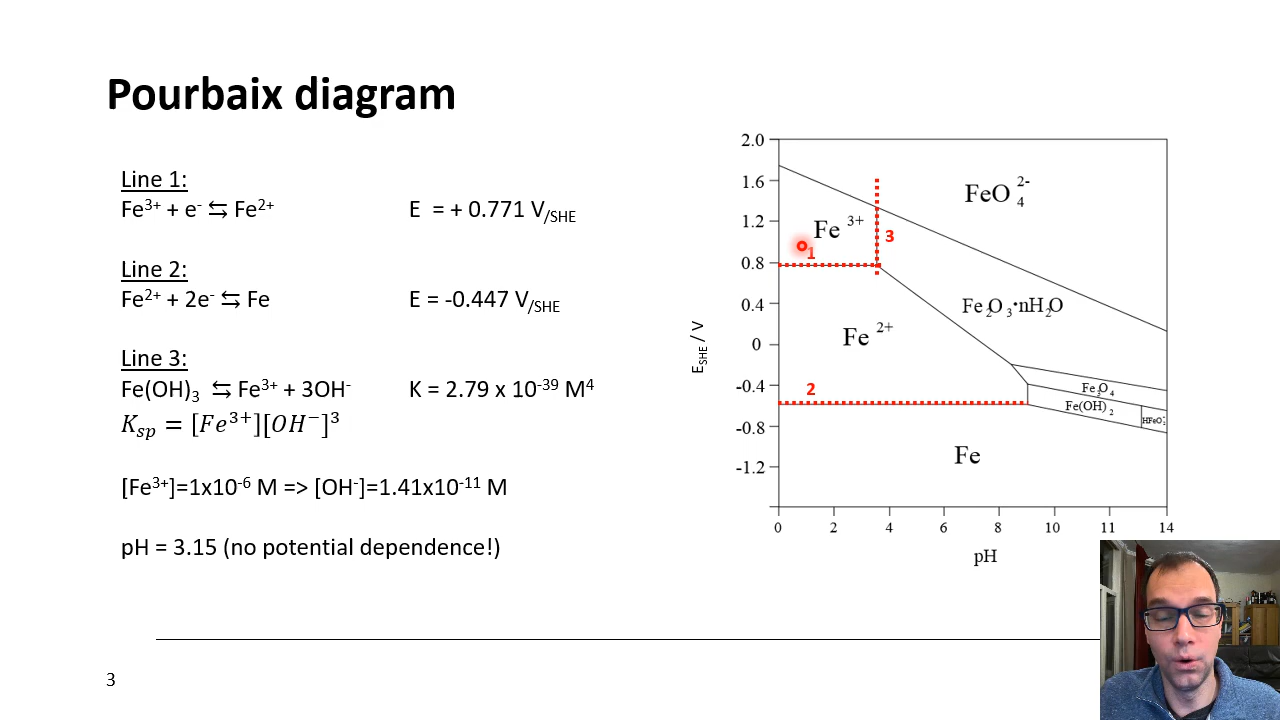 Pourbaix diagram
Line 1:
Fe³⁺ + e⁻ ⇆ Fe²⁺ E = + 0.771 V/SHE
Line 2:
Fe²⁺ + 2e⁻ ⇆ Fe E = -0.447 V/SHE
Line 3:
Fe(OH)₃ ⇆ Fe³⁺ + 3OH⁻ K = 2.79 x 10⁻³⁹ M⁴
Kₛₚ = [Fe³⁺][OH⁻]³
[Fe³⁺]=1x10⁻⁶ M => [OH⁻]=1.41x10⁻¹¹ M
pH = 3.15 (no potential dependence!)
3
E_SHE / V
2.0
1.6
1.2
0.8
0.4
0
-0.4
-0.8
-1.2
FeO₄²⁻
Fe³⁺
3
1
Fe₂O₃•nH₂O
Fe²⁺
2
Fe₃O₄
Fe(OH)₂
HFeO₂⁻
Fe
0 2 4 6 8 10 11 14
pH